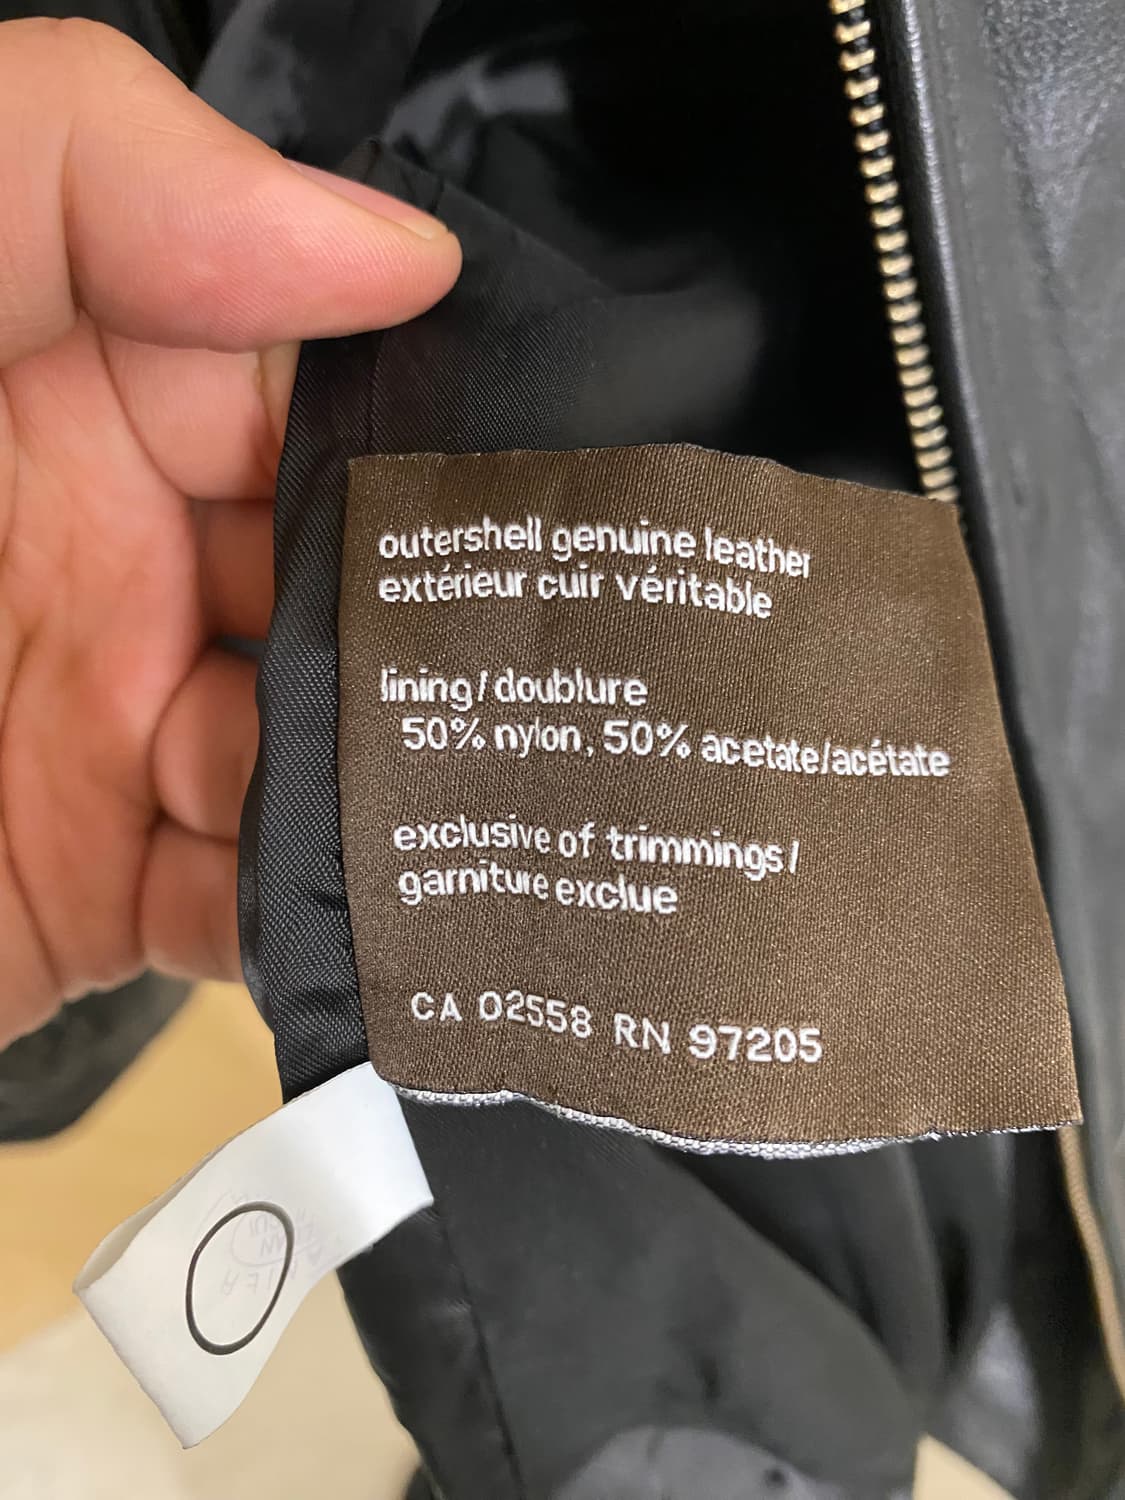 outershell genuine leather
extérieur cuir véritable
lining/doublure
50% nylon, 50% acetate/acétate
exclusive of trimmings/
garniture exclue
CA 02558 RN 97205